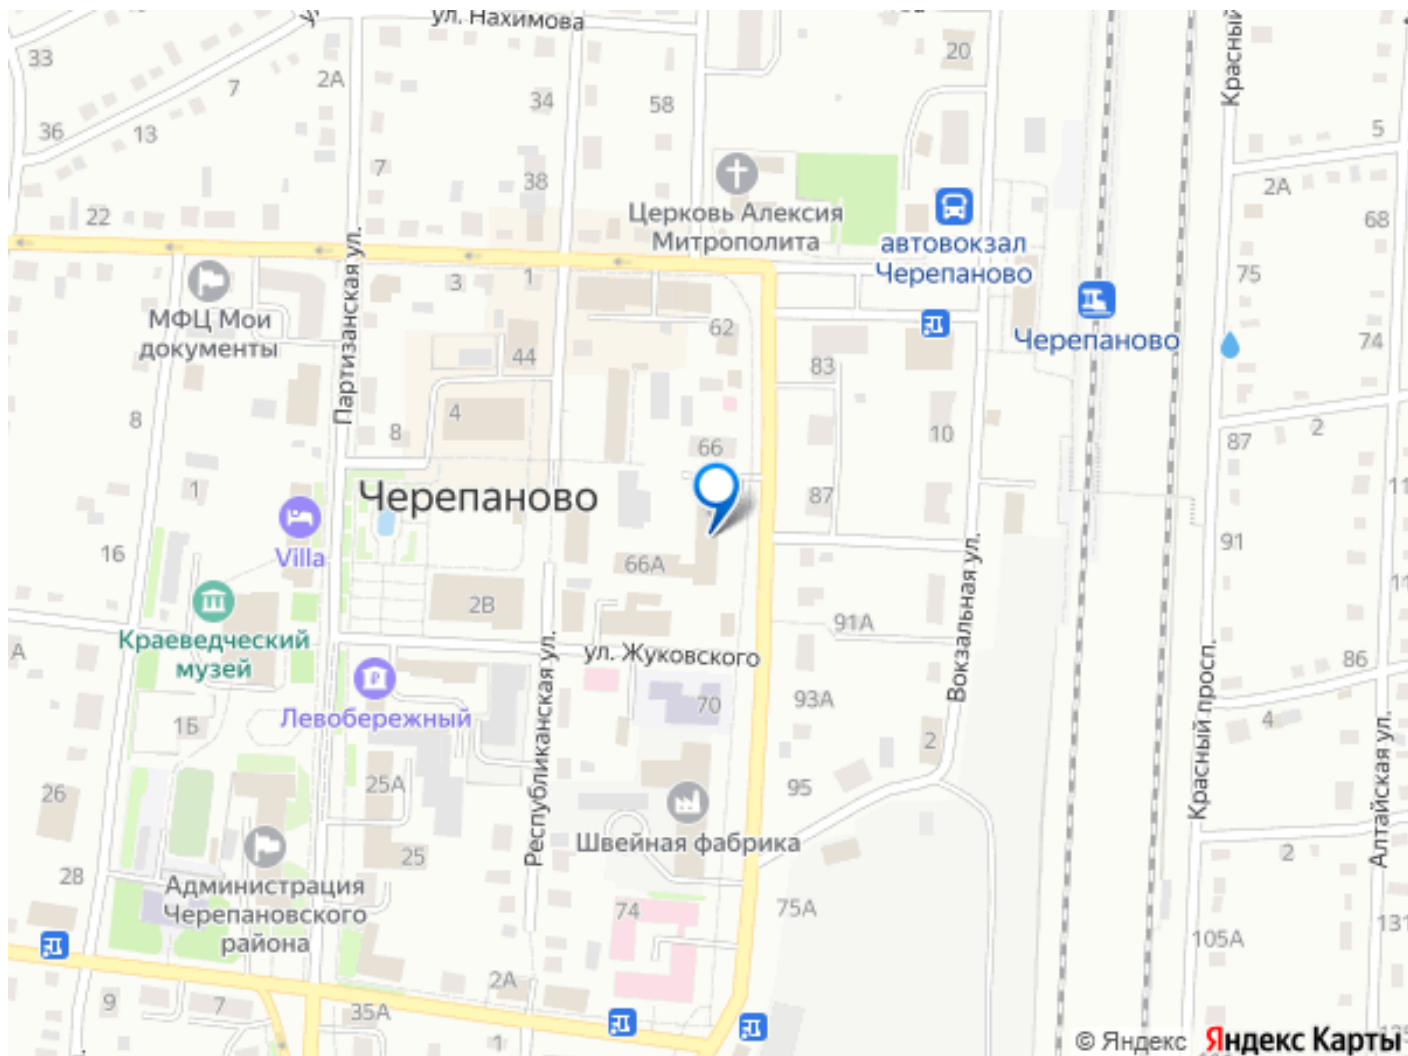 ул. Нахимова
Красный
33
7
2А
34
58
20
36
13
7
38
5
2А
22
Церковь Алексия
Митрополита
68
автовокзал
Черепаново
75
Партизанская ул.
3
1
МФЦ Мои
документы
62
Черепаново
74
44
83
8
4
8
66
10
87
2
1
Черепаново
87
Villa
16
66А
91
2В
Краеведческий
музей
91А
Вокзальная ул.
А
ул. Жуковского
86
Республиканская ул.
Левобережный
1Б
70
93А
Красный просп.
4
2
Алтайская ул.
26
25А
95
Швейная фабрика
25
2
28
Администрация
Черепановского
района
74
75А
105А
131
2А
9
7
35А
1
© Яндекс Яндекс Карты